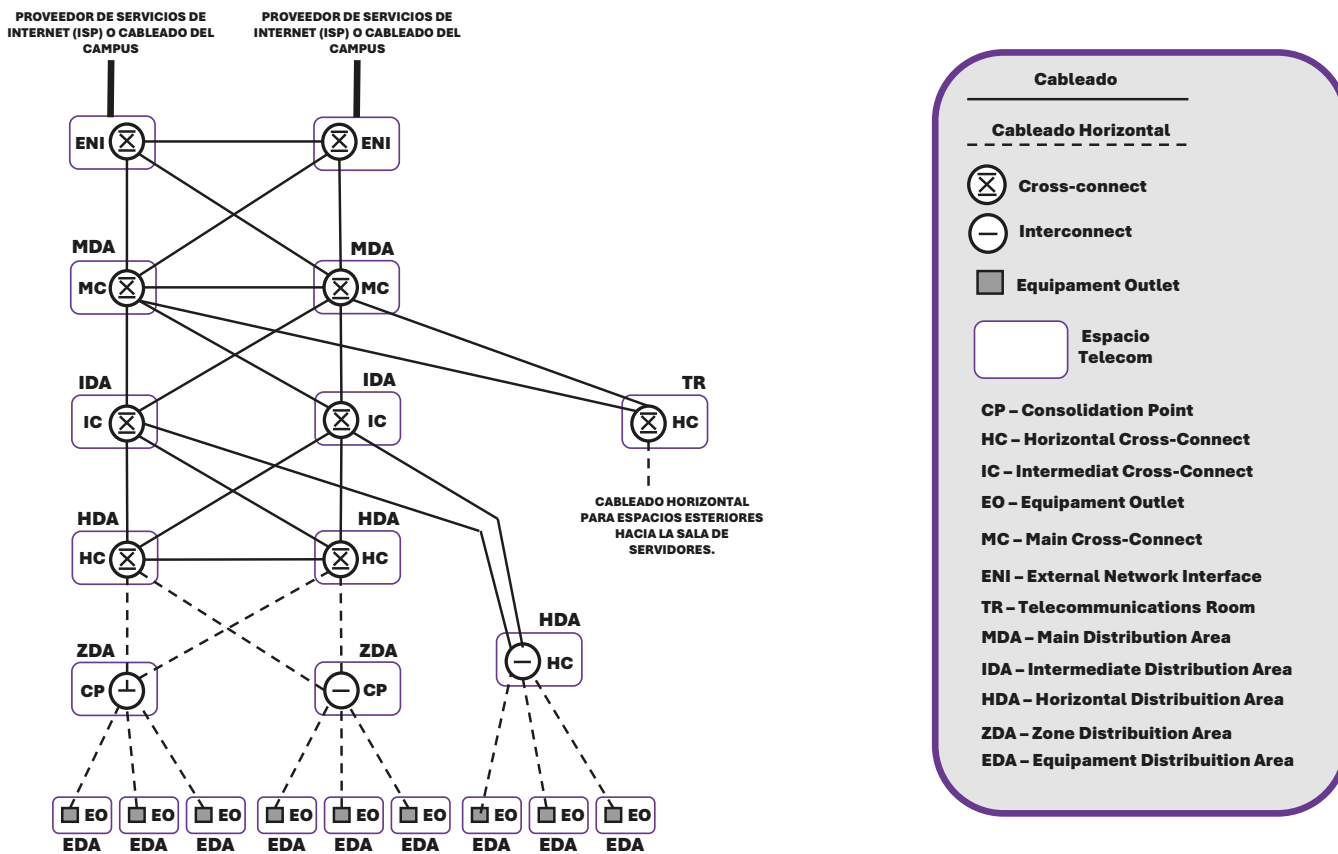 PROVEEDOR DE SERVICIOS DE
INTERNET (ISP) O CABLEADO DEL
CAMPUS
PROVEEDOR DE SERVICIOS DE
INTERNET (ISP) O CABLEADO DEL
CAMPUS
ENI
ENI
MDA
MDA
MC
MC
IDA
IDA
TR
IC
IC
HC
CABLEADO HORIZONTAL
PARA ESPACIOS ESTERIORES
HACIA LA SALA DE
SERVIDORES.
HDA
HDA
HC
HC
HDA
HC
ZDA
ZDA
CP
CP
EO
EO
EO
EO
EO
EO
EO
EO
EO
EDA
EDA
EDA
EDA
EDA
EDA
EDA
EDA
EDA
Cableado
Cableado Horizontal
Cross-connect
Interconnect
Equipament Outlet
Espacio
Telecom
CP – Consolidation Point
HC – Horizontal Cross-Connect
IC – Intermediat Cross-Connect
EO – Equipament Outlet
MC – Main Cross-Connect
ENI – External Network Interface
TR – Telecommunications Room
MDA – Main Distribution Area
IDA – Intermediate Distribution Area
HDA – Horizontal Distribuition Area
ZDA – Zone Distribuition Area
EDA – Equipament Distribuition Area